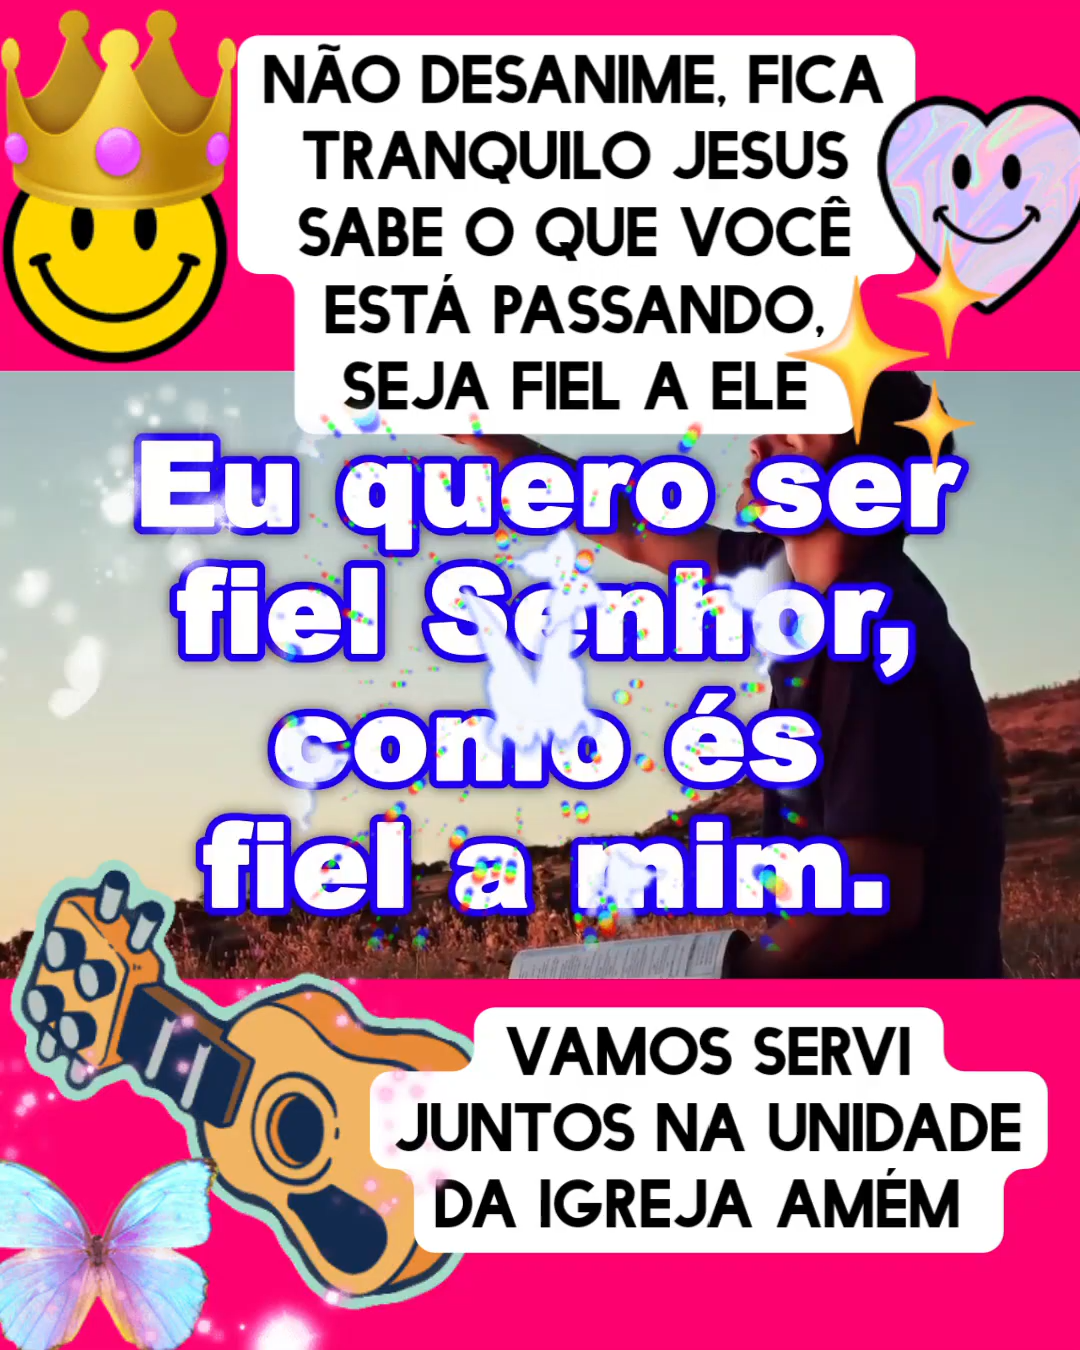 NÃO DESANIME, FICA
TRANQUILO JESUS
SABE O QUE VOCÊ
ESTÁ PASSANDO,
SEJA FIEL A ELE
Eu quero ser
fiel Senhor,
como és
fiel a mim.
VAMOS SERVI
JUNTOS NA UNIDADE
DA IGREJA AMÉM